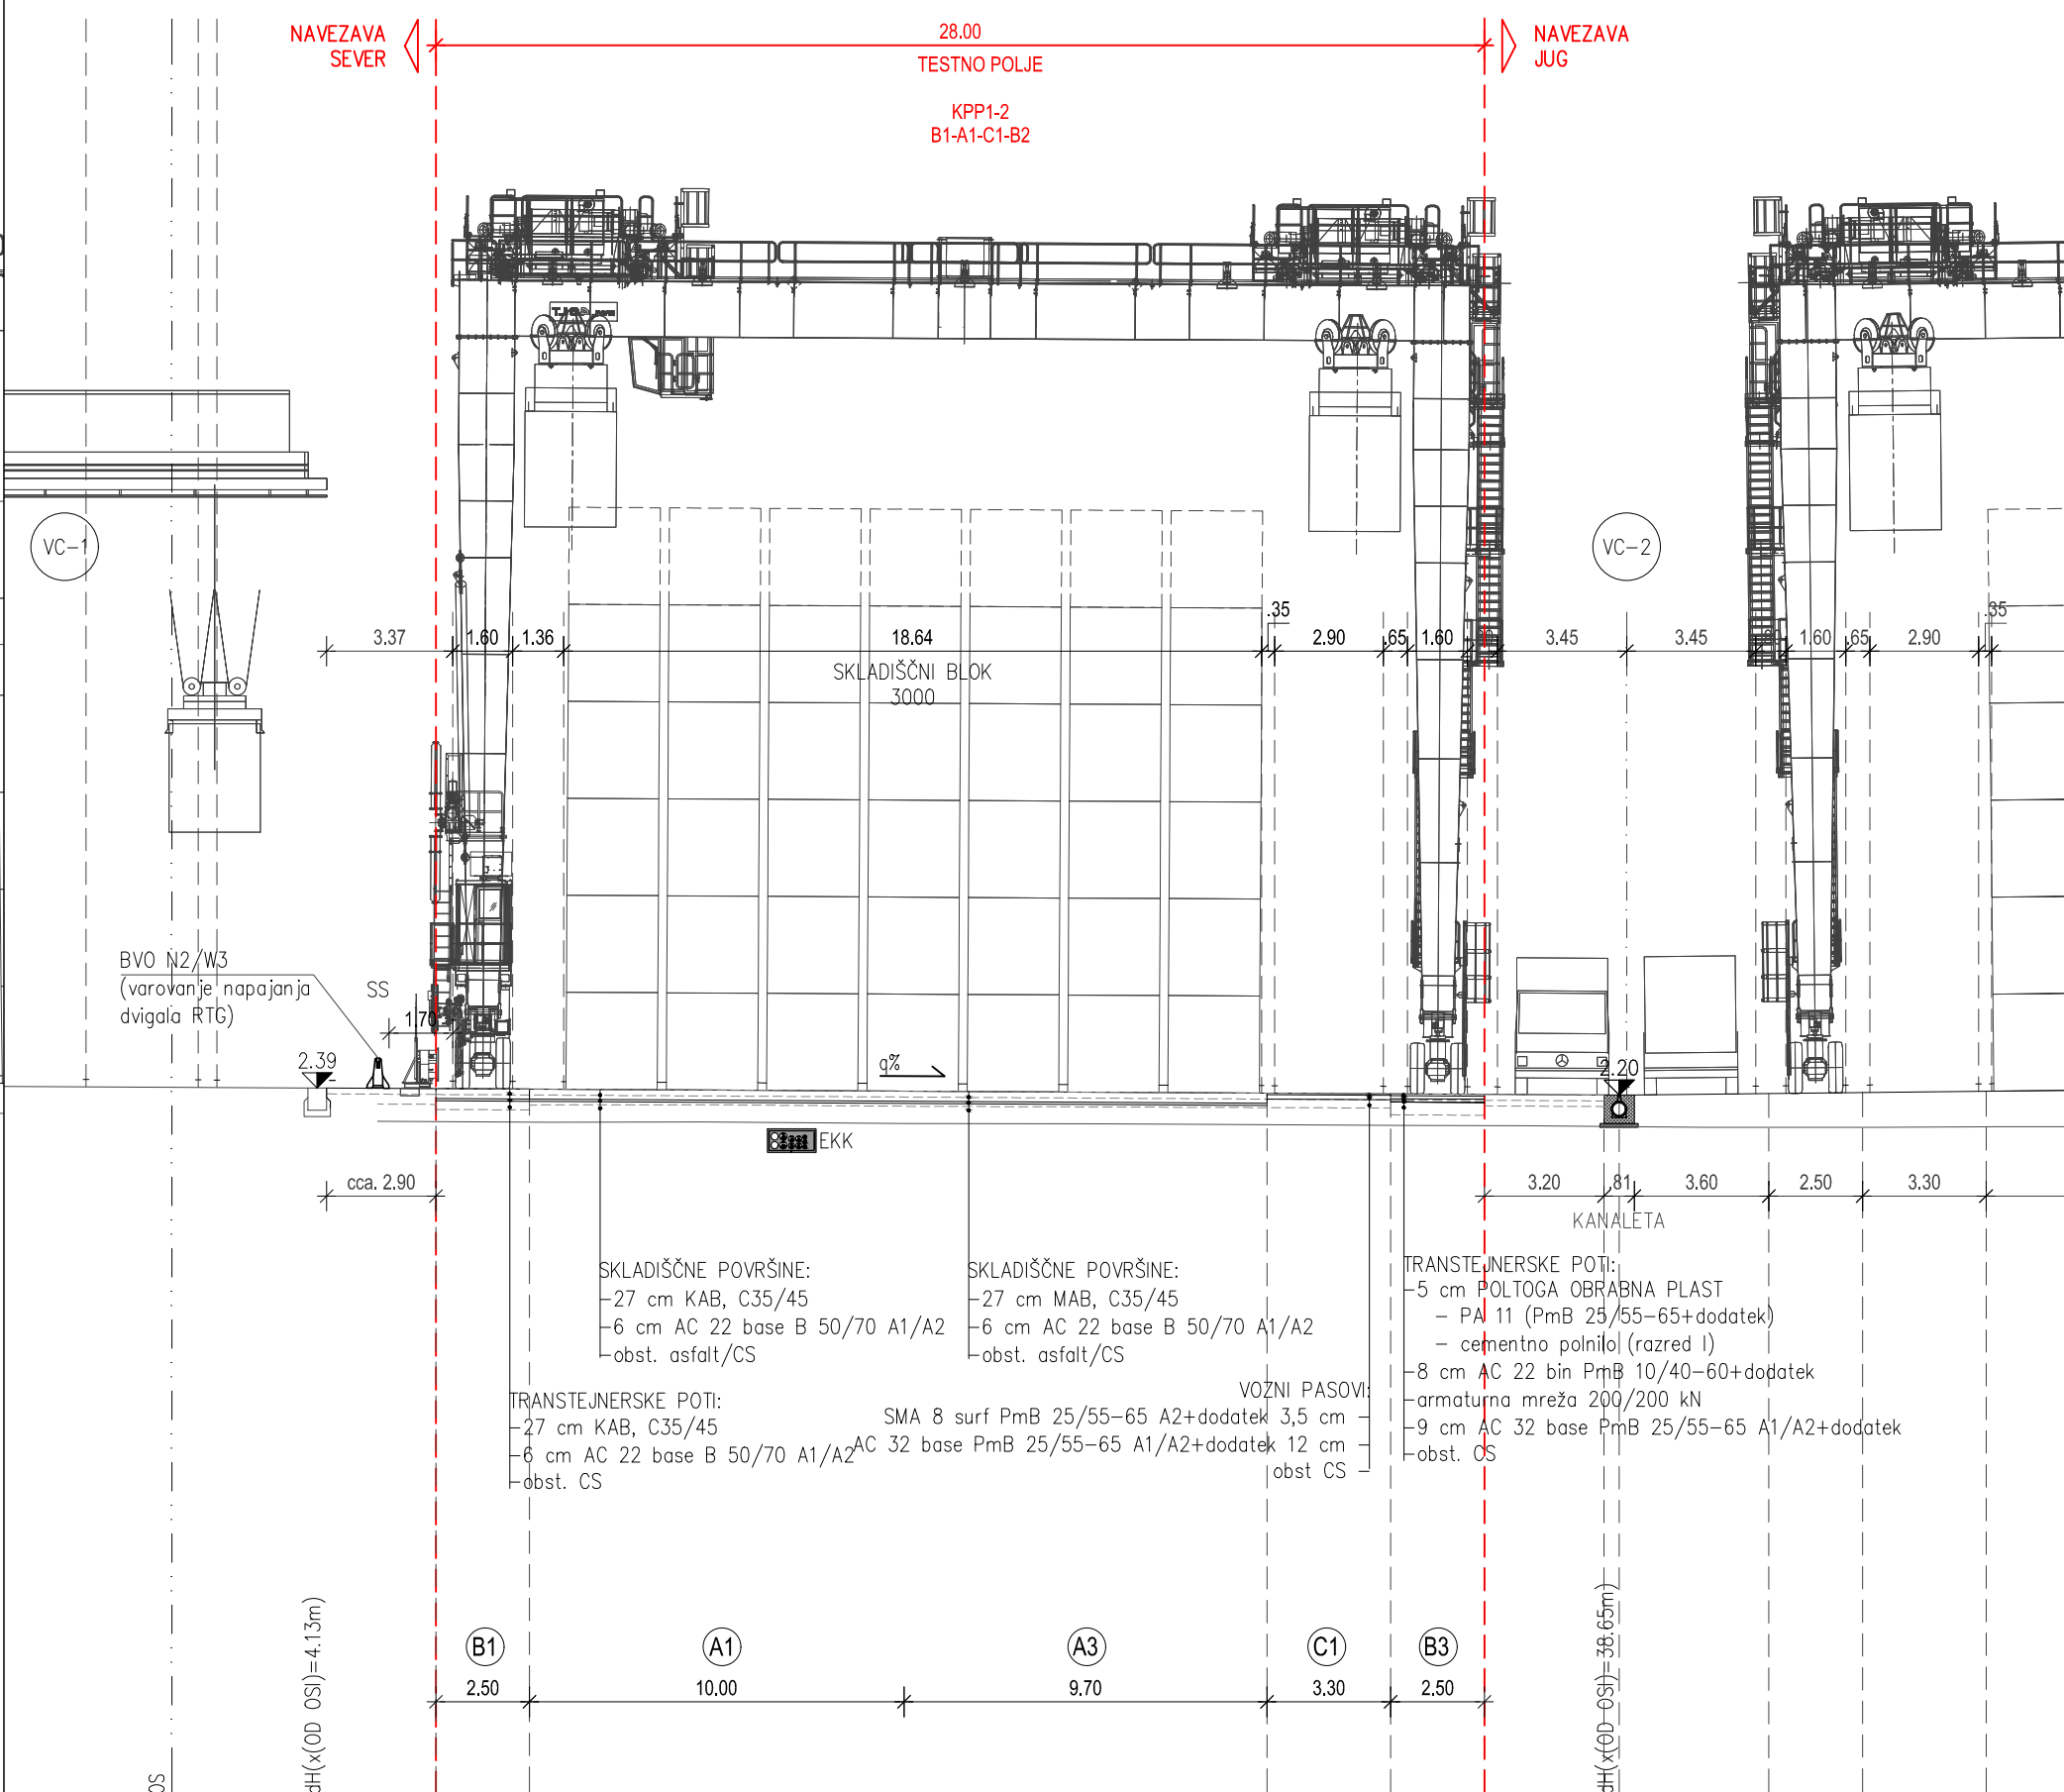 NAVEZAVA
SEVER
28.00
TESTNO POLJE
NAVEZAVA
JUG
KPP1-2
B1-A1-C1-B2
VC-1
VC-2
3.37
1.60
1.36
18.64
.35
2.90
.65
1.60
3.45
3.45
1.60
.65
2.90
.35
SKLADIŠČNI BLOK
3000
BVO N2/W3
(varovanje napajanja
dvigala RTG)
SS
1.70
2.39
q%
2.20
EKK
cca. 2.90
3.20
.81
3.60
2.50
3.30
KANALETA
SKLADIŠČNE POVRŠINE:
27 cm KAB, C35/45
6 cm AC 22 base B 50/70 A1/A2
obst. asfalt/CS
SKLADIŠČNE POVRŠINE:
27 cm MAB, C35/45
6 cm AC 22 base B 50/70 A1/A2
obst. asfalt/CS
TRANSTEJNERSKE POTI:
5 cm POLTOGA OBRABNA PLAST
- PA 11 (PmB 25/55-65+dodatek)
- cementno polnilo (razred I)
8 cm AC 22 bin PmB 10/40-60+dodatek
armaturna mreža 200/200 kN
9 cm AC 32 base PmB 25/55-65 A1/A2+dodatek
obst. CS
TRANSTEJNERSKE POTI:
27 cm KAB, C35/45
6 cm AC 22 base B 50/70 A1/A2
obst. CS
VOZNI PASOVI:
SMA 8 surf PmB 25/55-65 A2+dodatek 3,5 cm
AC 32 base PmB 25/55-65 A1/A2+dodatek 12 cm
obst CS
B1
A1
A3
C1
B3
2.50
10.00
9.70
3.30
2.50
dH(x(OD OSI)=4.13m)
dH(x(OD OSI)=38.65m)
OS